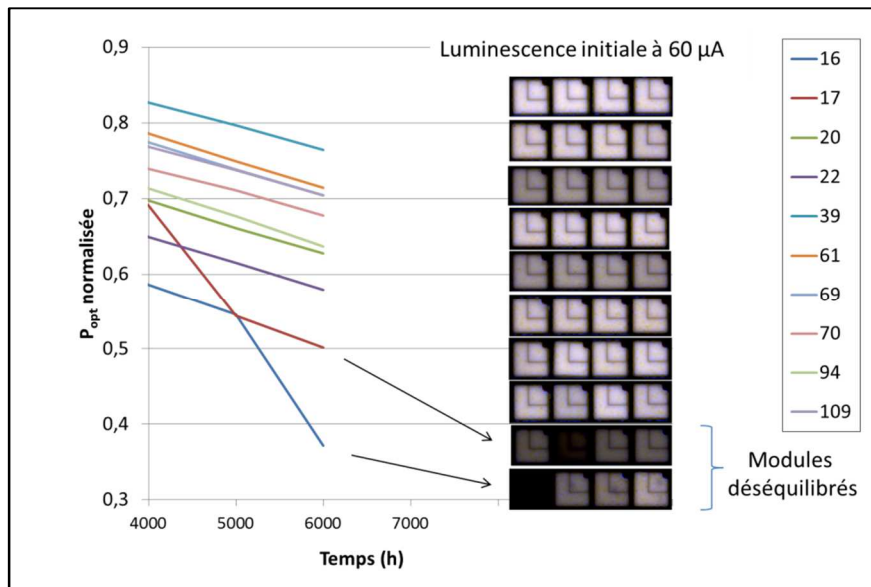 Luminescence initiale à 60 µA
0,9
0,8
0,7
0,6
0,5
0,4
0,3
P_opt normalisée
4000 5000 6000 7000
Temps (h)
16
17
20
22
39
61
69
70
94
109
Modules
déséquilibrés